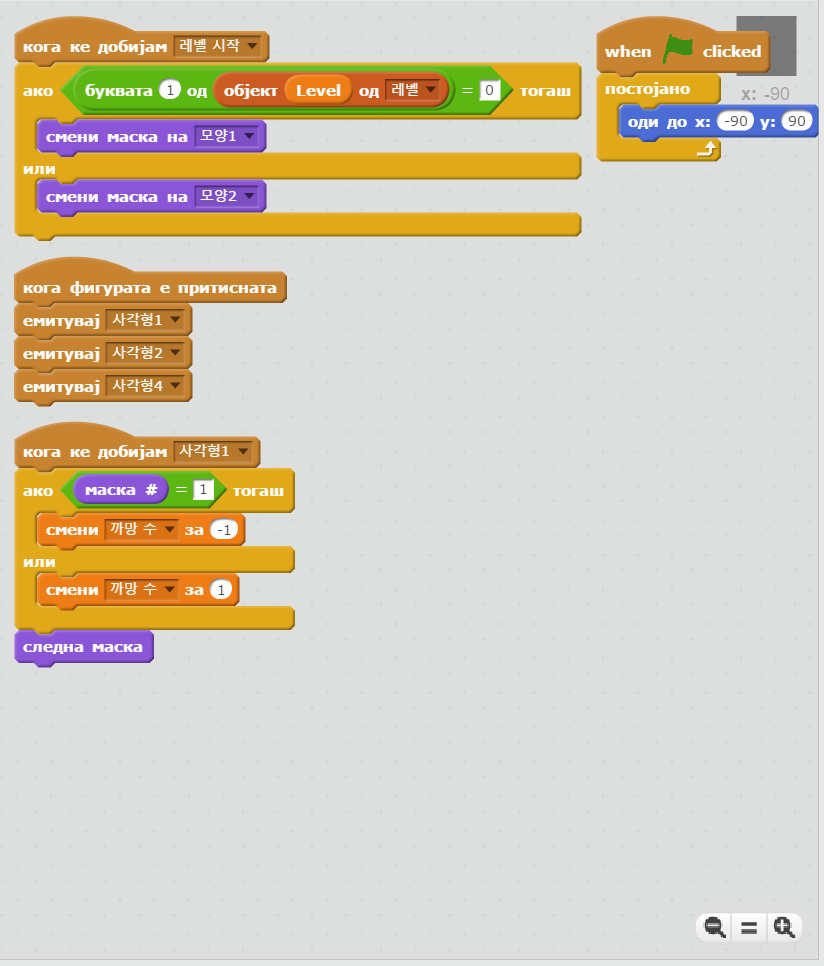 кога ке добијам 레벨 시작
ако буквата 1 од објект Level од 레벨 = 0 тогаш
смени маска на 모양1
или
смени маска на 모양2
кога фигурата е притисната
емитувај 사각형1
емитувај 사각형2
емитувај 사각형4
кога ке добијам 사각형1
ако маска # = 1 тогаш
смени 까망 수 за -1
или
смени 까망 수 за 1
следна маска
when clicked
постојано
x: -90
оди до x: -90 y: 90